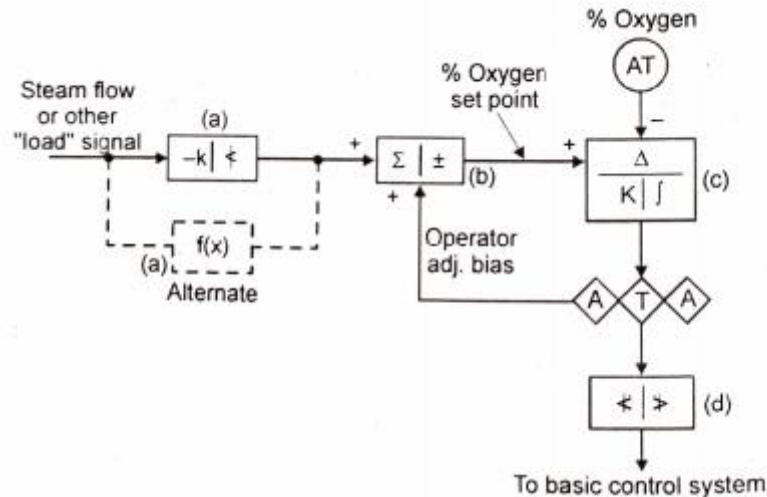 % Oxygen
AT
Steam flow
or other
"load" signal
(a)
% Oxygen
set point
−
+
−k | ≮
+
Σ | ±
+
(b)
+
Δ
K | ∫
(c)
f(x)
(a)
Alternate
Operator
adj. bias
A T A
≮ | ≯
(d)
To basic control system